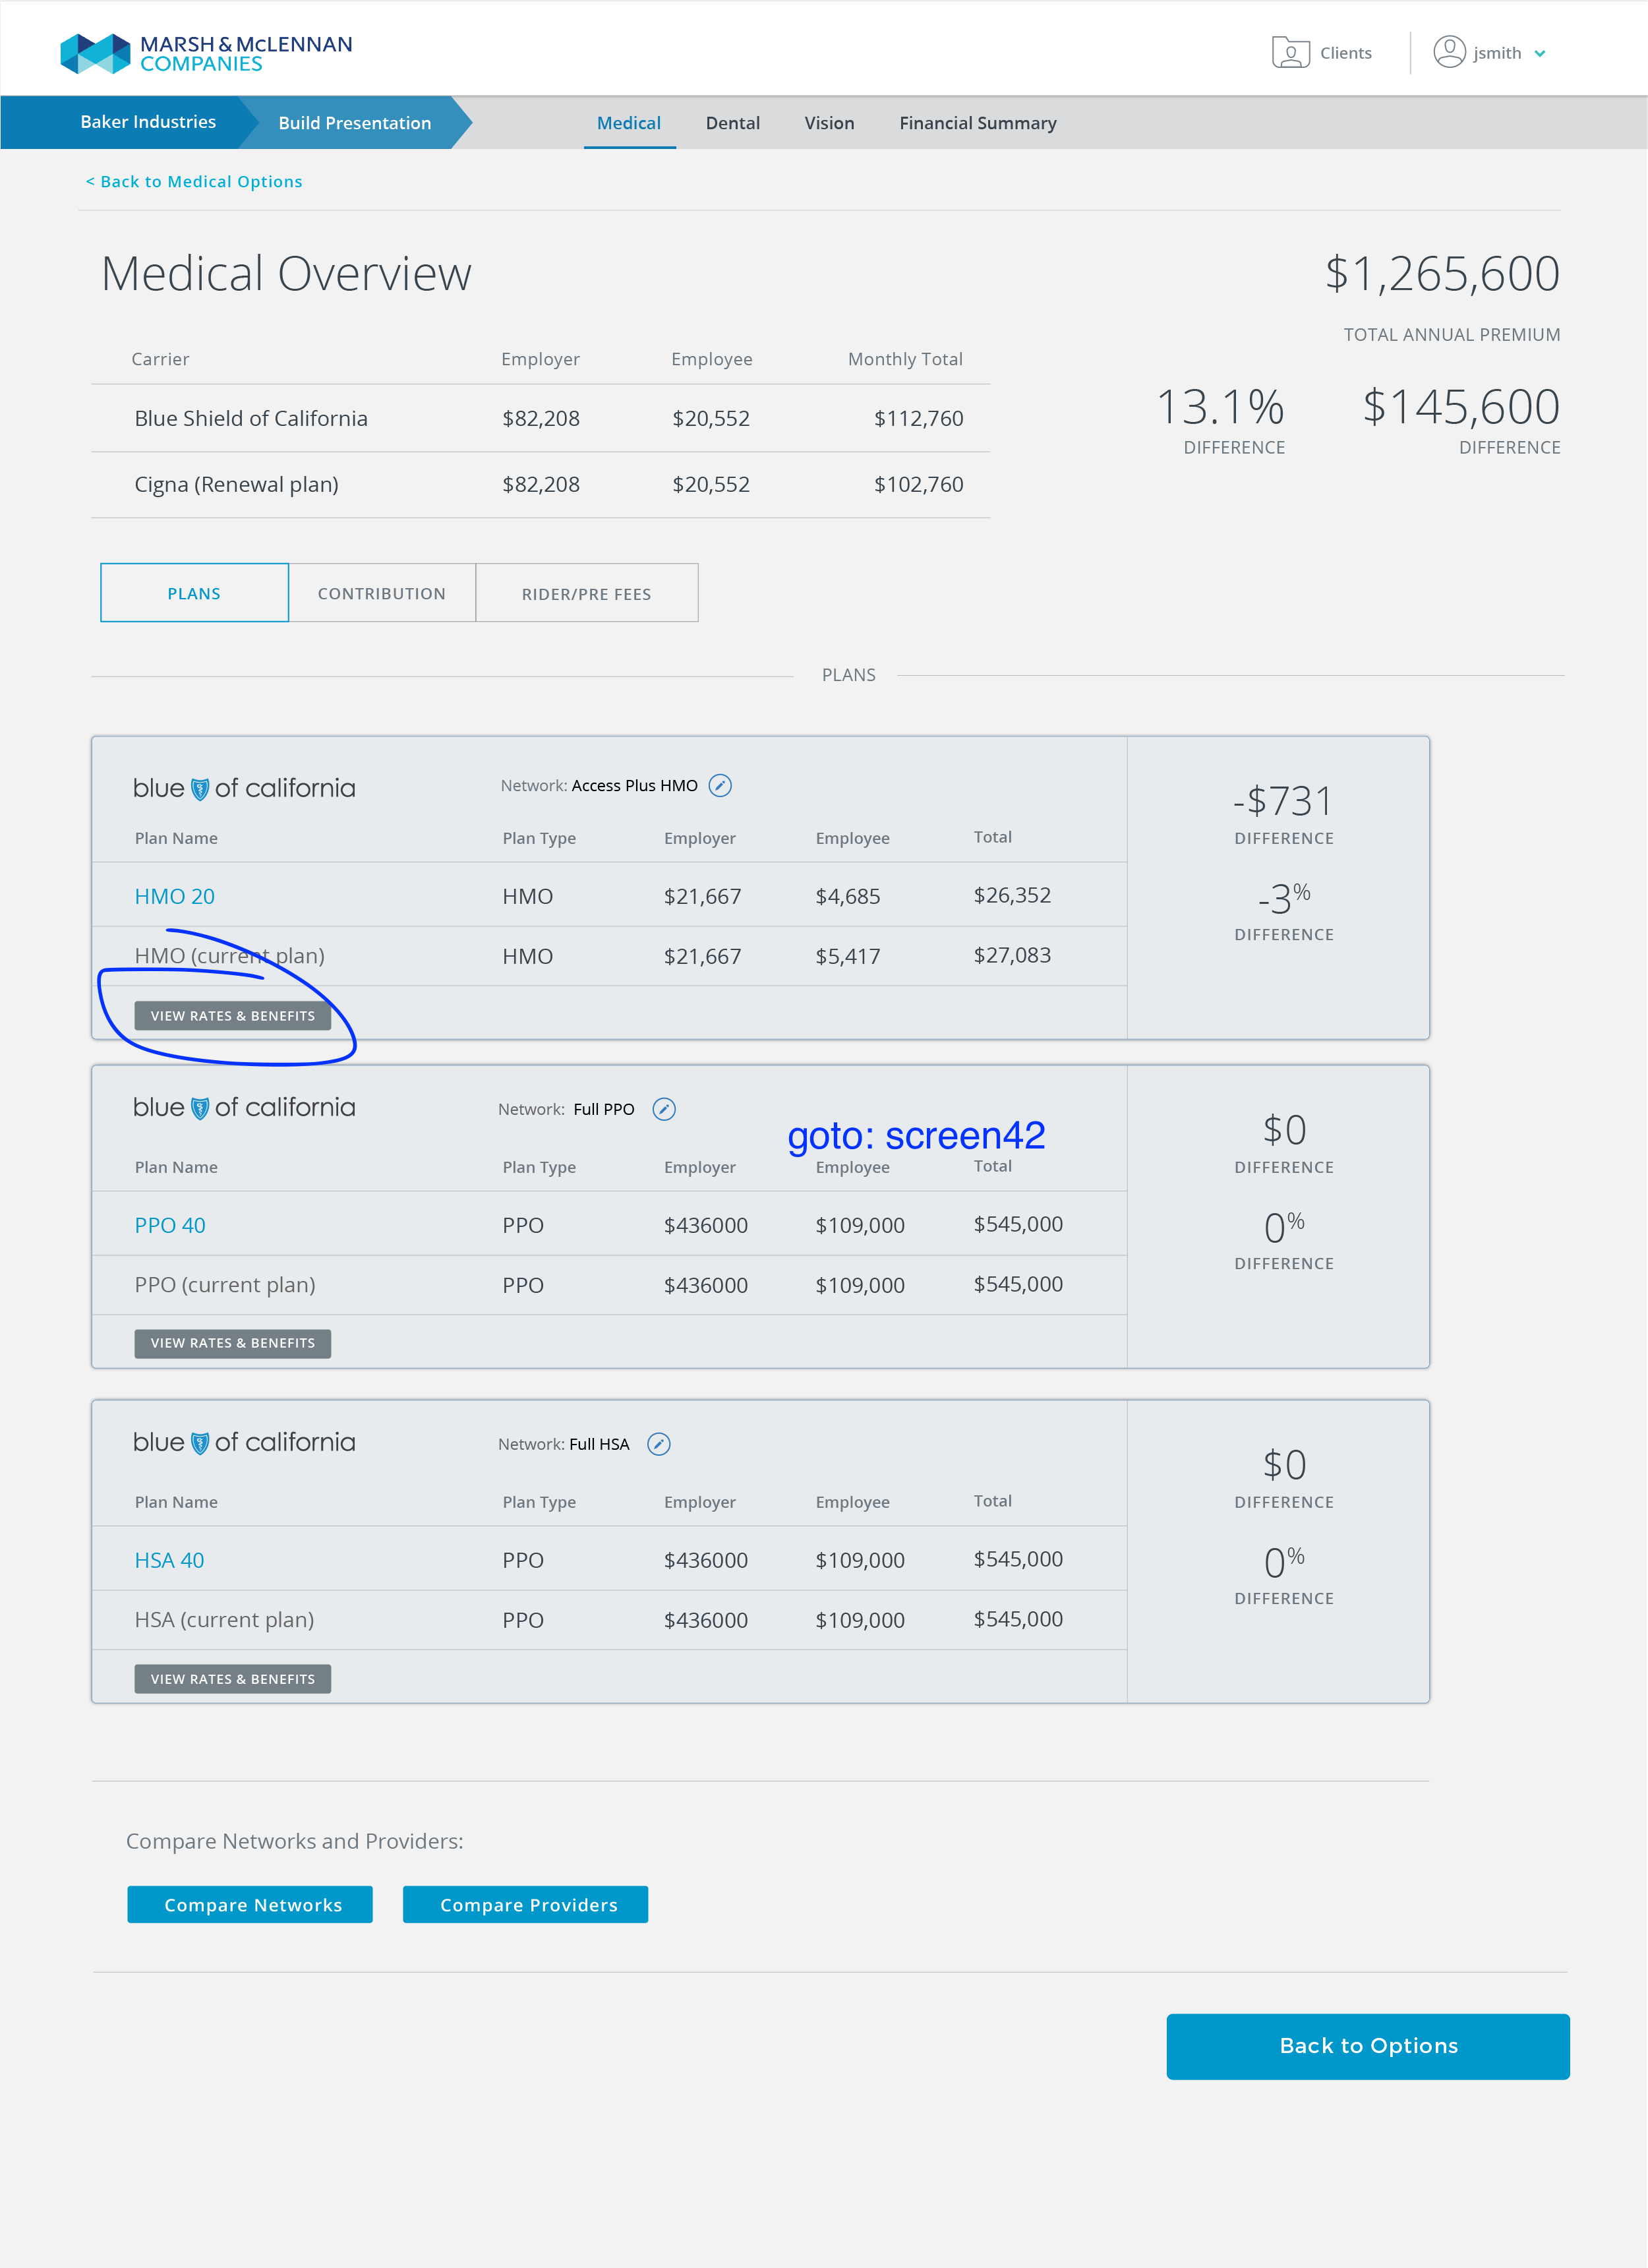 MARSH & MCLENNAN
COMPANIES
Clients
jsmith
Baker Industries
Build Presentation
Medical
Dental
Vision
Financial Summary
< Back to Medical Options
Medical Overview
$1,265,600
TOTAL ANNUAL PREMIUM
13.1%
DIFFERENCE
$145,600
DIFFERENCE
Carrier Employer Employee Monthly Total
Blue Shield of California $82,208 $20,552 $112,760
Cigna (Renewal plan) $82,208 $20,552 $102,760
PLANS
CONTRIBUTION
RIDER/PRE FEES
PLANS
blue of california
Network: Access Plus HMO
Plan Name Plan Type Employer Employee Total
HMO 20 HMO $21,667 $4,685 $26,352
HMO (current plan) HMO $21,667 $5,417 $27,083
VIEW RATES & BENEFITS
-$731
DIFFERENCE
-3%
DIFFERENCE
blue of california
Network: Full PPO
goto: screen42
Plan Name Plan Type Employer Employee Total
PPO 40 PPO $436000 $109,000 $545,000
PPO (current plan) PPO $436000 $109,000 $545,000
VIEW RATES & BENEFITS
$0
DIFFERENCE
0%
DIFFERENCE
blue of california
Network: Full HSA
Plan Name Plan Type Employer Employee Total
HSA 40 PPO $436000 $109,000 $545,000
HSA (current plan) PPO $436000 $109,000 $545,000
VIEW RATES & BENEFITS
$0
DIFFERENCE
0%
DIFFERENCE
Compare Networks and Providers:
Compare Networks
Compare Providers
Back to Options